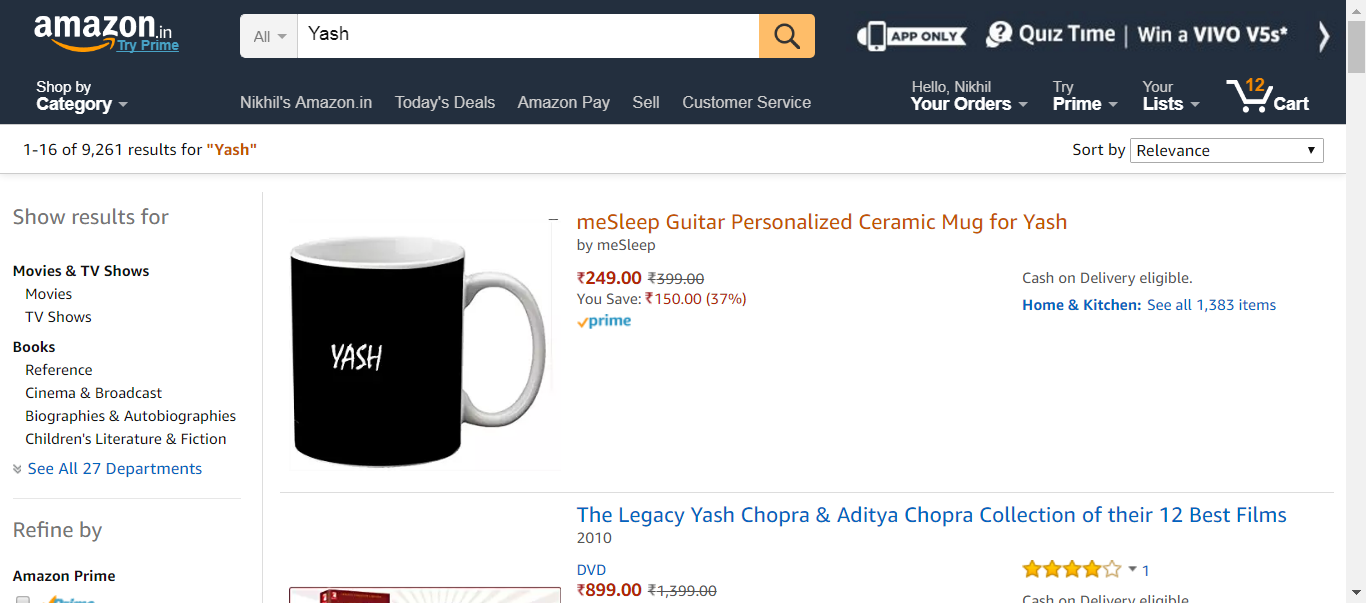 amazon.in
Try Prime
All
Yash
APP ONLY
Quiz Time | Win a VIVO V5s*
Shop by
Category
Nikhil's Amazon.in
Today's Deals
Amazon Pay
Sell
Customer Service
Hello, Nikhil
Your Orders
Try
Prime
Your
Lists
12
Cart
1-16 of 9,261 results for "Yash"
Sort by Relevance
Show results for
Movies & TV Shows
Movies
TV Shows
Books
Reference
Cinema & Broadcast
Biographies & Autobiographies
Children's Literature & Fiction
See All 27 Departments
Refine by
Amazon Prime
Prime
YASH
meSleep Guitar Personalized Ceramic Mug for Yash
by meSleep
₹249.00 ₹399.00
You Save: ₹150.00 (37%)
prime
Cash on Delivery eligible.
Home & Kitchen: See all 1,383 items
The Legacy Yash Chopra & Aditya Chopra Collection of their 12 Best Films
2010
DVD
₹899.00 ₹1,399.00
1
Cash on Delivery eligible.